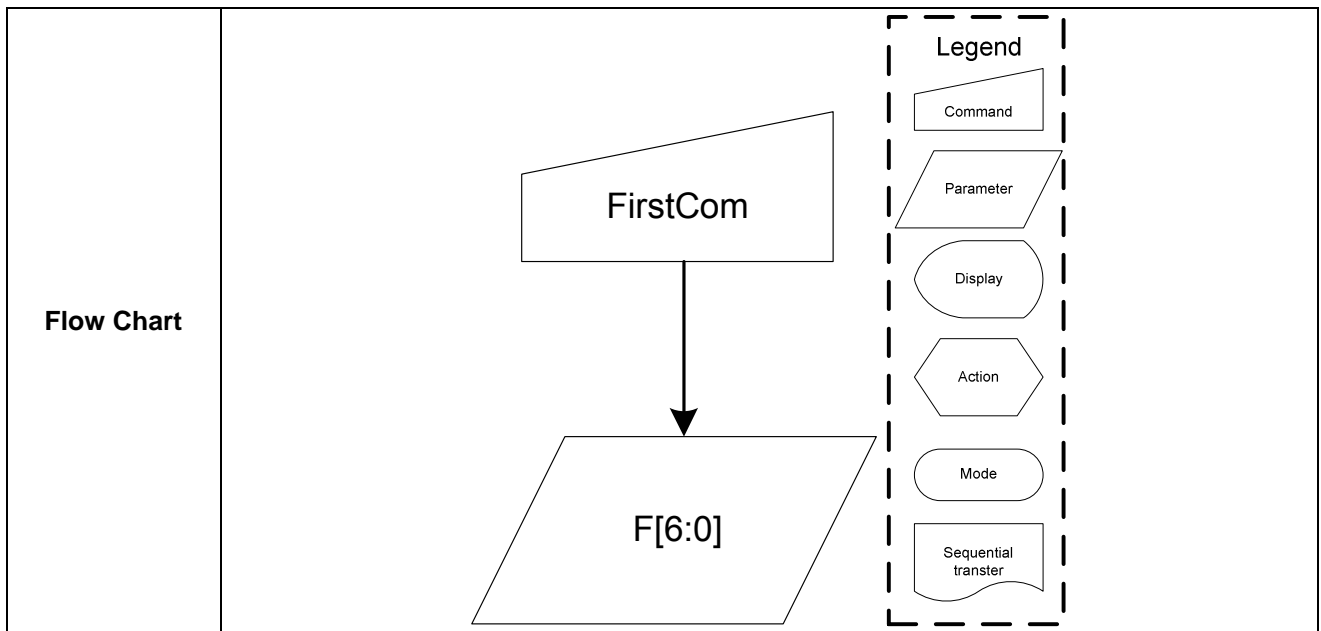 Flow Chart
FirstCom
F[6:0]
Legend
Command
Parameter
Display
Action
Mode
Sequential
transter